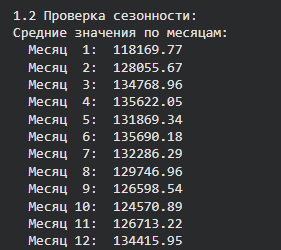 1.2 Проверка сезонности:
Средние значения по месяцам:
Месяц 1: 118169.77
Месяц 2: 128055.67
Месяц 3: 134768.96
Месяц 4: 135622.05
Месяц 5: 131869.34
Месяц 6: 135690.18
Месяц 7: 132286.29
Месяц 8: 129746.96
Месяц 9: 126598.54
Месяц 10: 124570.89
Месяц 11: 126713.22
Месяц 12: 134415.95